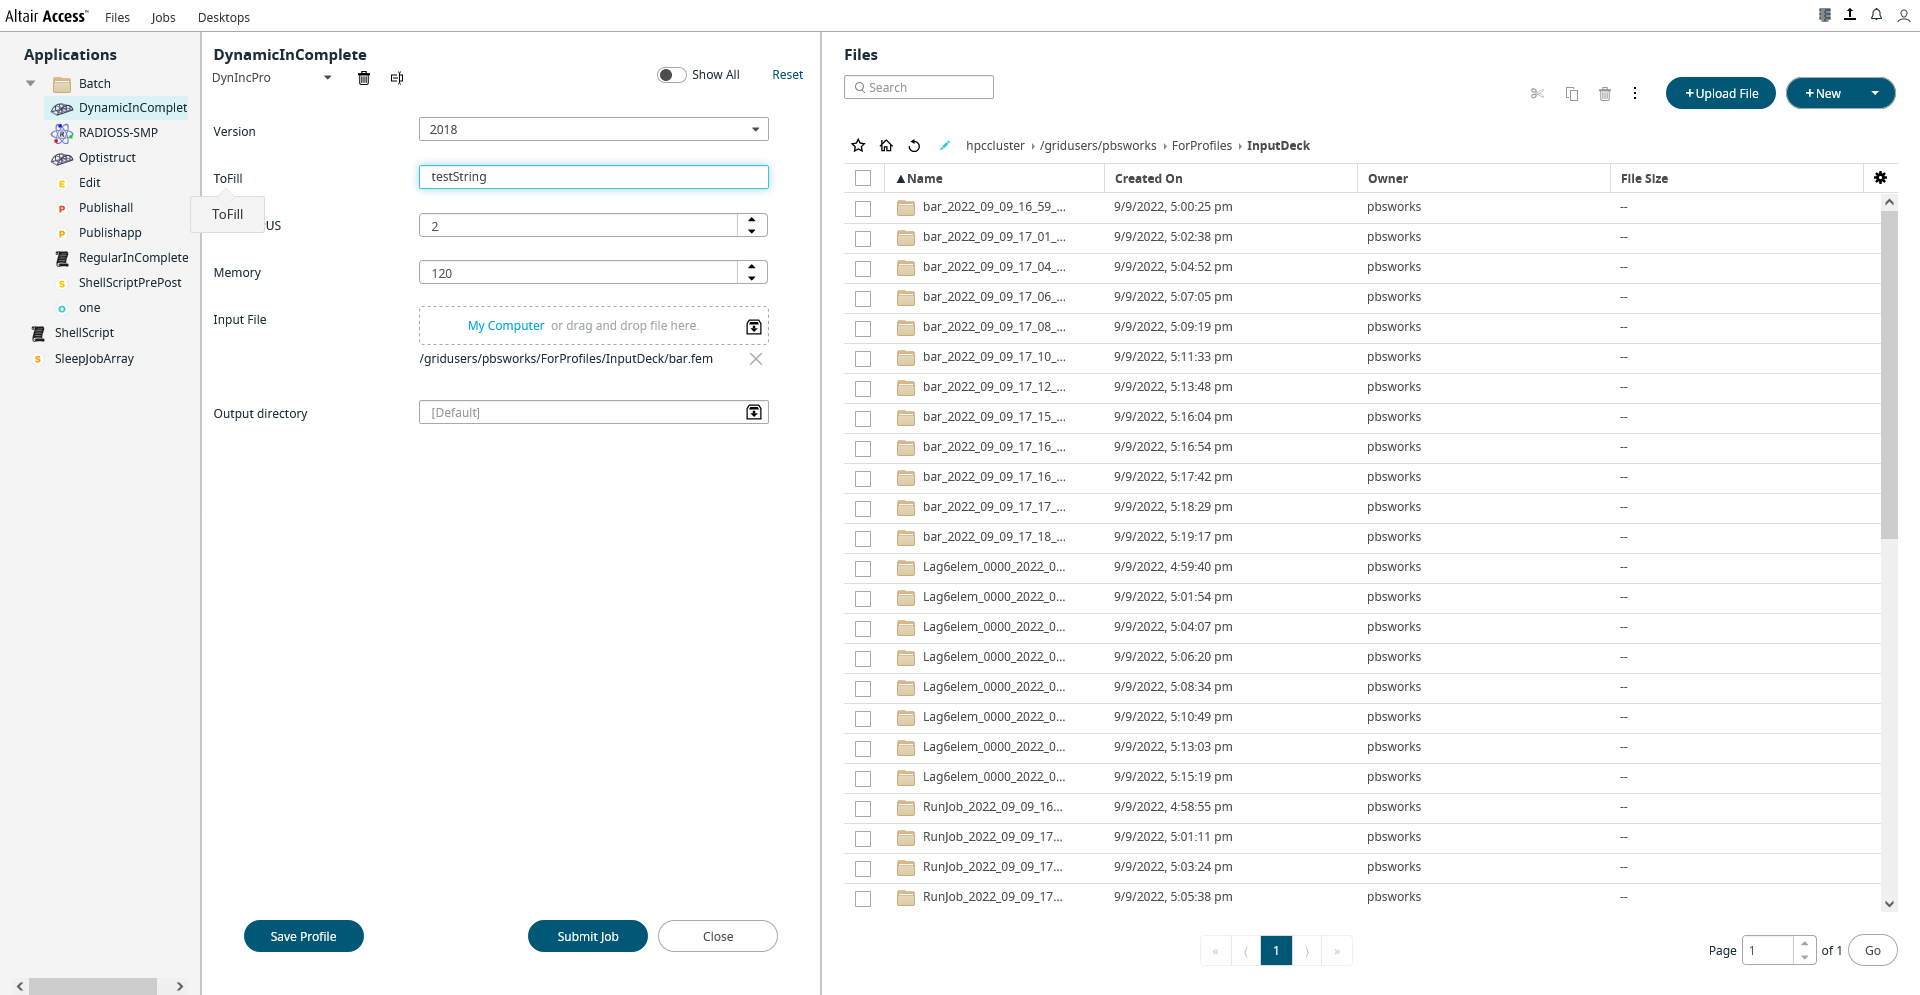 Altair Access™ Files Jobs Desktops
Applications
Batch
DynamicInComplet
RADIOSS-SMP
Optistruct
E Edit
P Publishall
P Publishapp
RegularInComplete
S ShellScriptPrePost
O one
ShellScript
S SleepJobArray
DynamicInComplete
DynIncPro
Show All
Reset
Version
2018
ToFill
testString
ToFill
US
2
Memory
120
Input File
My Computer or drag and drop file here.
/gridusers/pbsworks/ForProfiles/InputDeck/bar.fem
Output directory
[Default]
Save Profile
Submit Job
Close
Files
Search
+Upload File
+New
hpccluster › /gridusers/pbsworks › ForProfiles › InputDeck
▲Name Created On Owner File Size
bar_2022_09_09_16_59_... 9/9/2022, 5:00:25 pm pbsworks --
bar_2022_09_09_17_01_... 9/9/2022, 5:02:38 pm pbsworks --
bar_2022_09_09_17_04_... 9/9/2022, 5:04:52 pm pbsworks --
bar_2022_09_09_17_06_... 9/9/2022, 5:07:05 pm pbsworks --
bar_2022_09_09_17_08_... 9/9/2022, 5:09:19 pm pbsworks --
bar_2022_09_09_17_10_... 9/9/2022, 5:11:33 pm pbsworks --
bar_2022_09_09_17_12_... 9/9/2022, 5:13:48 pm pbsworks --
bar_2022_09_09_17_15_... 9/9/2022, 5:16:04 pm pbsworks --
bar_2022_09_09_17_16_... 9/9/2022, 5:16:54 pm pbsworks --
bar_2022_09_09_17_16_... 9/9/2022, 5:17:42 pm pbsworks --
bar_2022_09_09_17_17_... 9/9/2022, 5:18:29 pm pbsworks --
bar_2022_09_09_17_18_... 9/9/2022, 5:19:17 pm pbsworks --
Lag6elem_0000_2022_0... 9/9/2022, 4:59:40 pm pbsworks --
Lag6elem_0000_2022_0... 9/9/2022, 5:01:54 pm pbsworks --
Lag6elem_0000_2022_0... 9/9/2022, 5:04:07 pm pbsworks --
Lag6elem_0000_2022_0... 9/9/2022, 5:06:20 pm pbsworks --
Lag6elem_0000_2022_0... 9/9/2022, 5:08:34 pm pbsworks --
Lag6elem_0000_2022_0... 9/9/2022, 5:10:49 pm pbsworks --
Lag6elem_0000_2022_0... 9/9/2022, 5:13:03 pm pbsworks --
Lag6elem_0000_2022_0... 9/9/2022, 5:15:19 pm pbsworks --
RunJob_2022_09_09_16... 9/9/2022, 4:58:55 pm pbsworks --
RunJob_2022_09_09_17... 9/9/2022, 5:01:11 pm pbsworks --
RunJob_2022_09_09_17... 9/9/2022, 5:03:24 pm pbsworks --
RunJob_2022_09_09_17... 9/9/2022, 5:05:38 pm pbsworks --
« ⟨ 1 ⟩ »
Page 1 of 1 Go